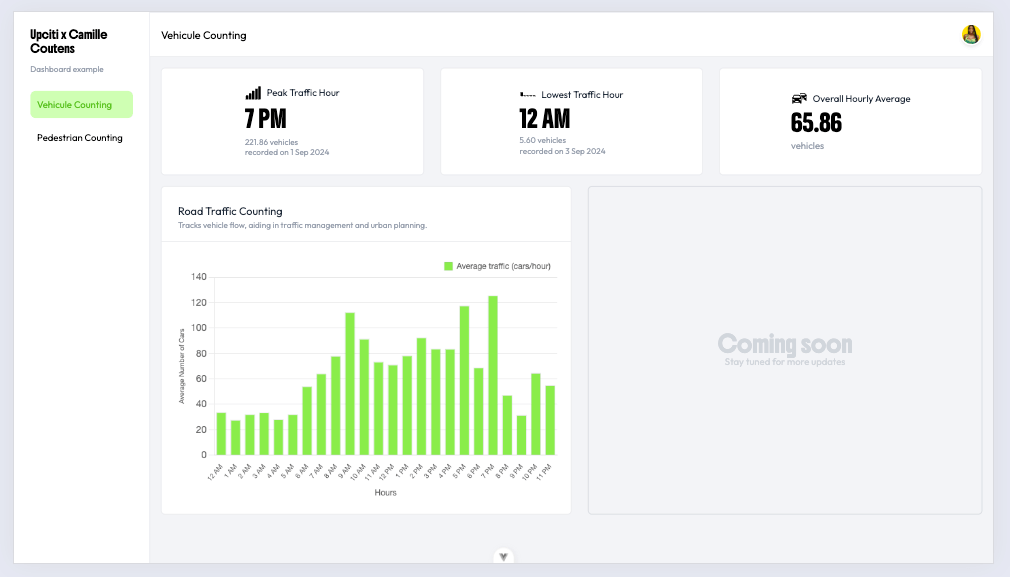 Upciti x Camille
Coutens
Dashboard example
Vehicule Counting
Pedestrian Counting
Vehicule Counting
Peak Traffic Hour
7 PM
221.86 vehicles
recorded on 1 Sep 2024
Lowest Traffic Hour
12 AM
5.60 vehicles
recorded on 3 Sep 2024
Overall Hourly Average
65.86
vehicles
Road Traffic Counting
Tracks vehicle flow, aiding in traffic management and urban planning.
Average traffic (cars/hour)
Average Number of Cars
140
120
100
80
60
40
20
0
12 AM
1 AM
2 AM
3 AM
4 AM
5 AM
6 AM
7 AM
8 AM
9 AM
10 AM
11 AM
12 PM
1 PM
2 PM
3 PM
4 PM
5 PM
6 PM
7 PM
8 PM
9 PM
10 PM
11 PM
Hours
Coming soon
Stay tuned for more updates